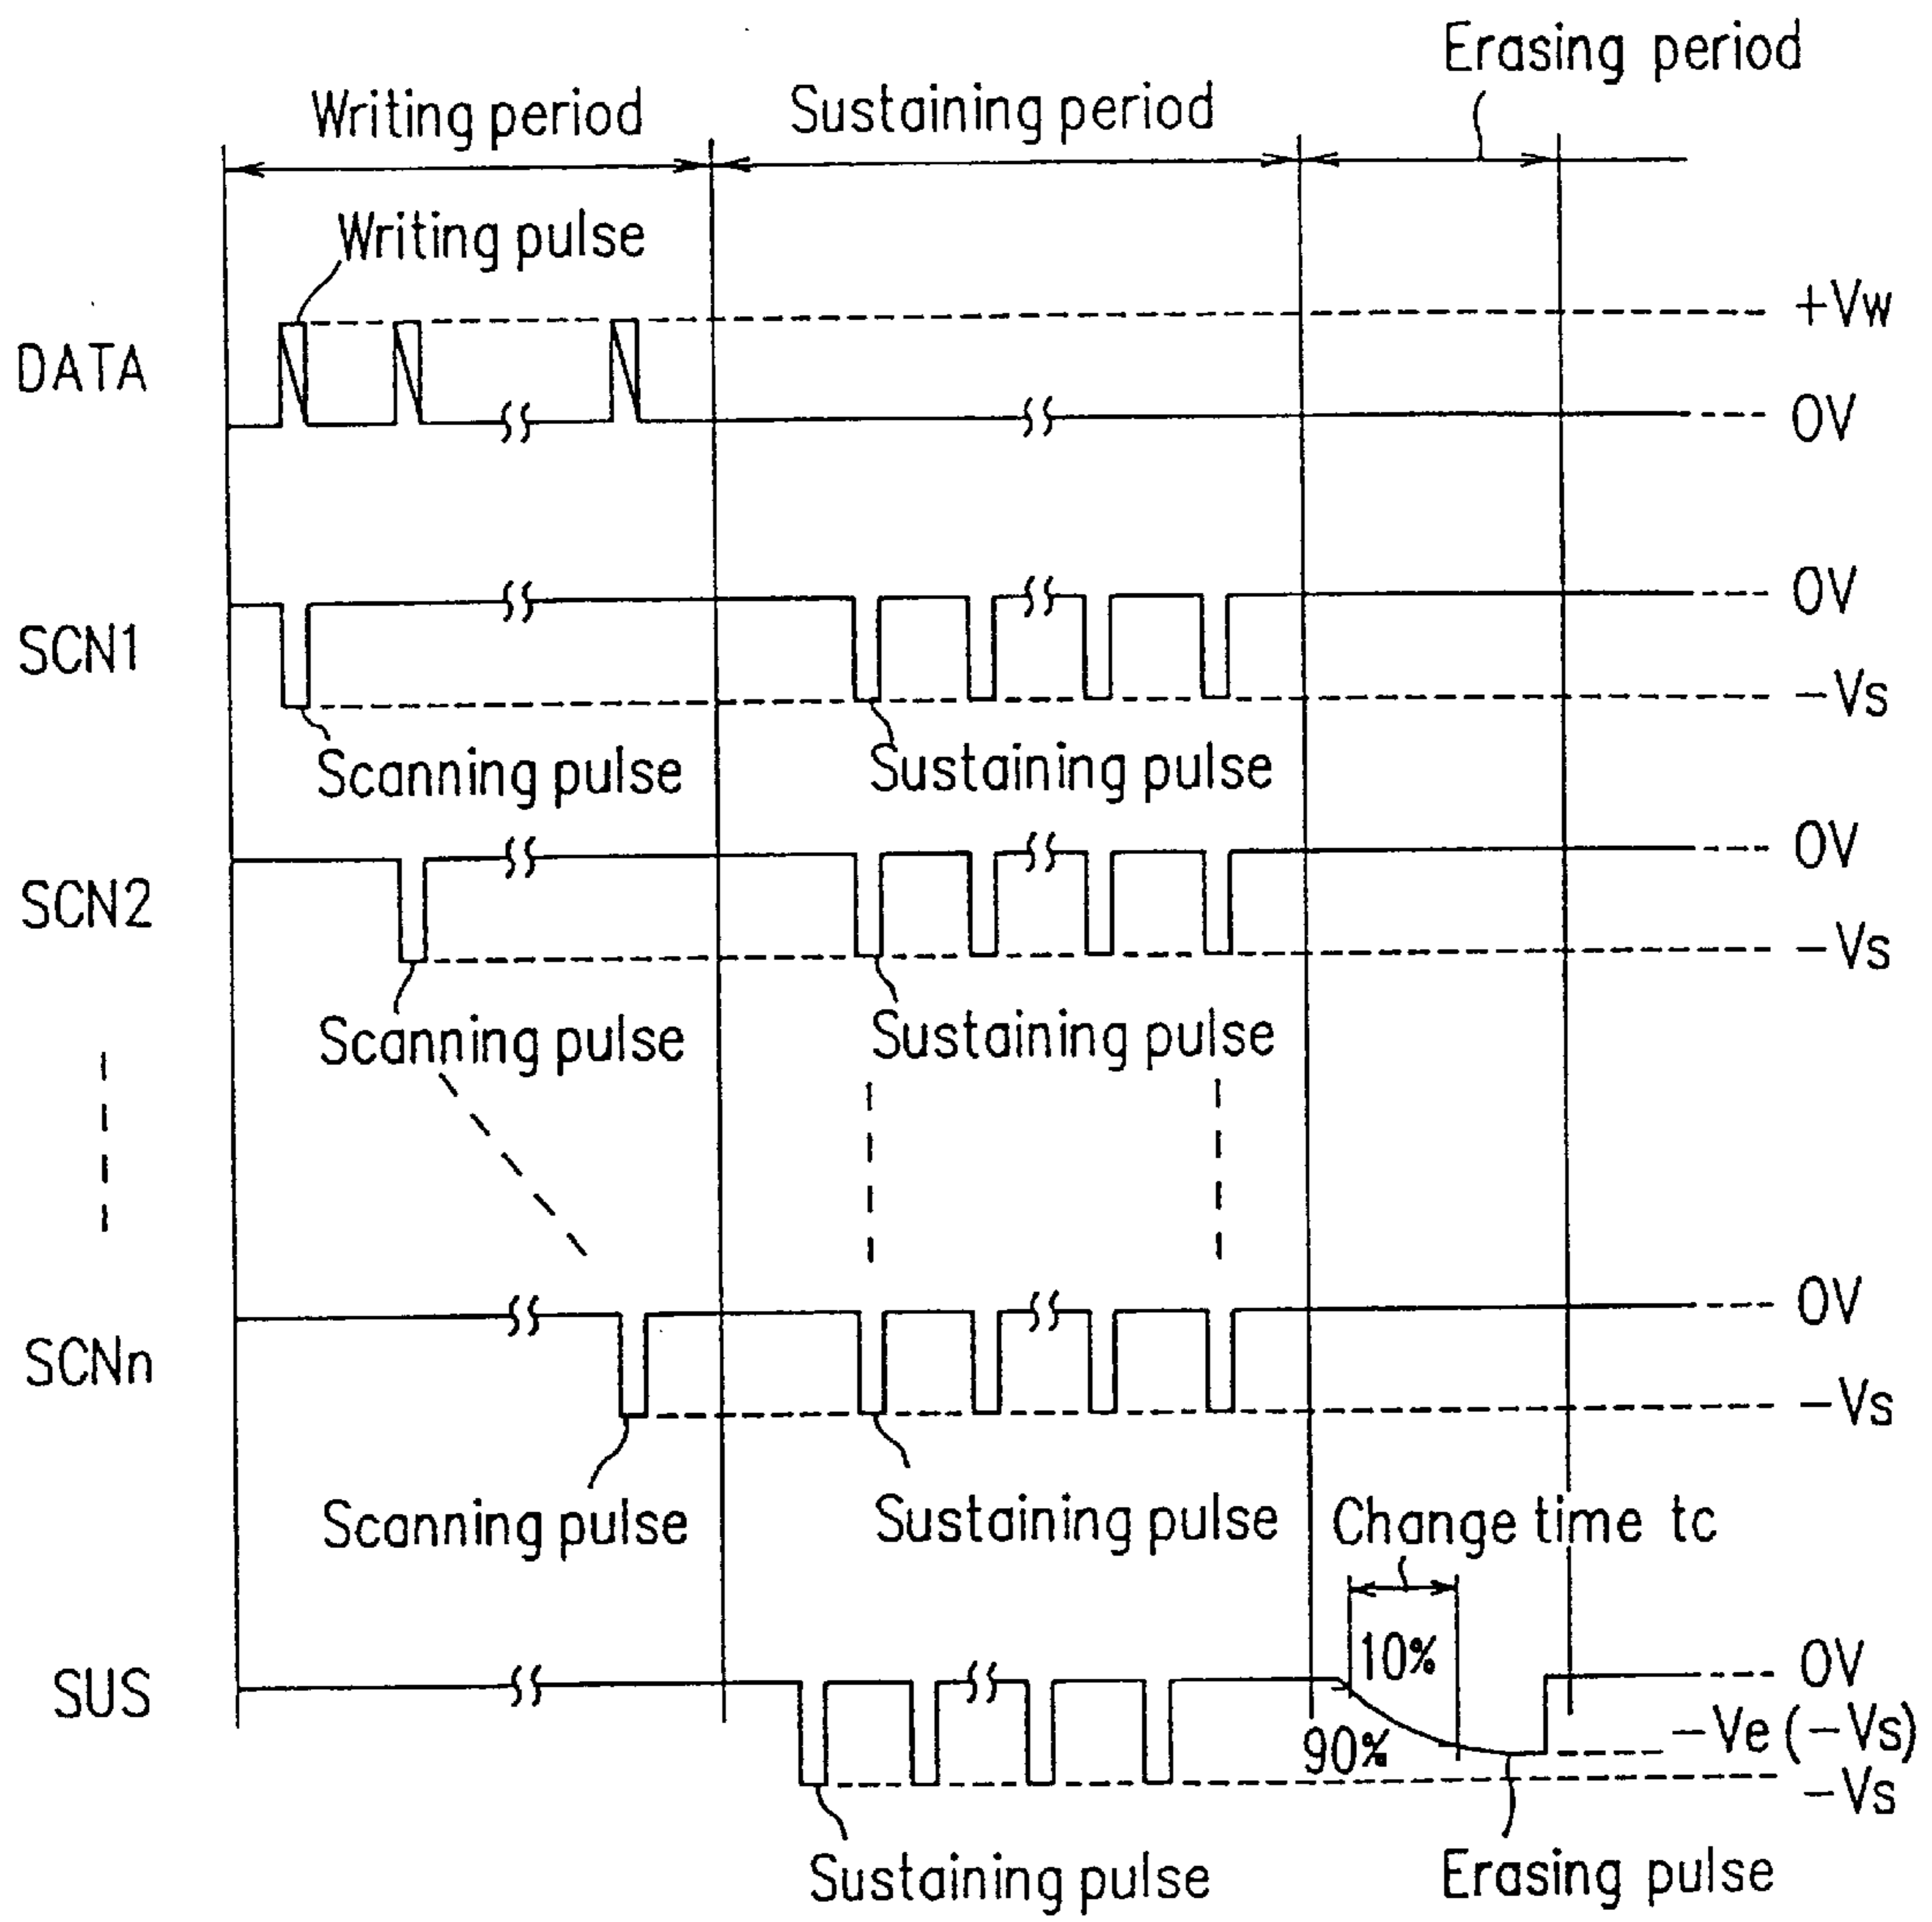 Erasing period
Writing period
Sustaining period
Writing pulse
+Vw
DATA
0V
0V
SCN1
-Vs
Scanning pulse
Sustaining pulse
0V
SCN2
-Vs
Scanning pulse
Sustaining pulse
0V
SCNn
-Vs
Scanning pulse
Sustaining pulse
Change time tc
10%
0V
SUS
-Ve (-Vs)
90%
-Vs
Sustaining pulse
Erasing pulse